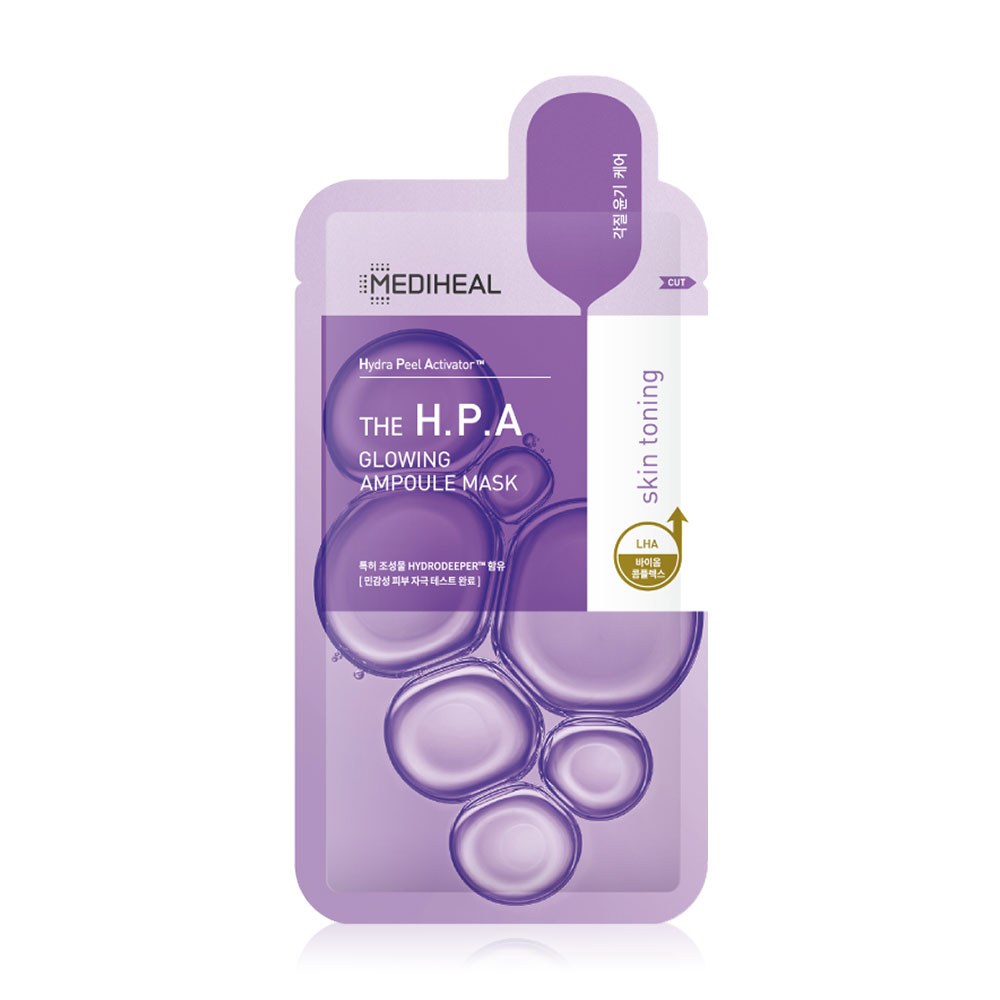 각질윤기 케어
MEDIHEAL
CUT
Hydra Peel Activator™
THE H.P.A
GLOWING
AMPOULE MASK
skin toning
LHA
바이옴
콤플렉스
특허 조성물 HYDRODEEPER™ 함유
[ 민감성 피부 자극 테스트 완료 ]